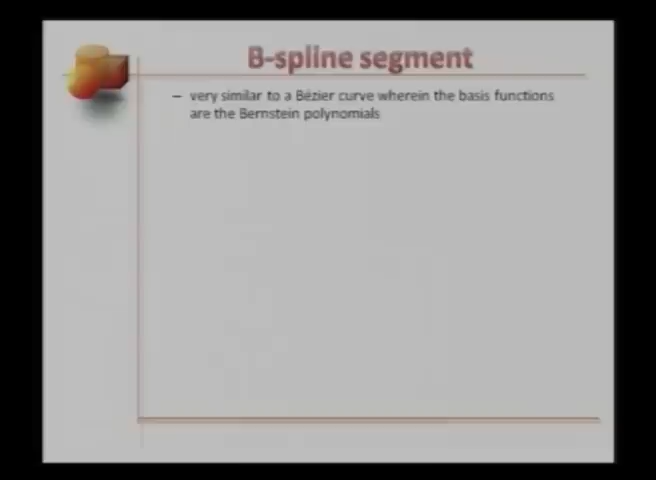 B-spline segment
– very similar to a Bézier curve wherein the basis functions
are the Bernstein polynomials